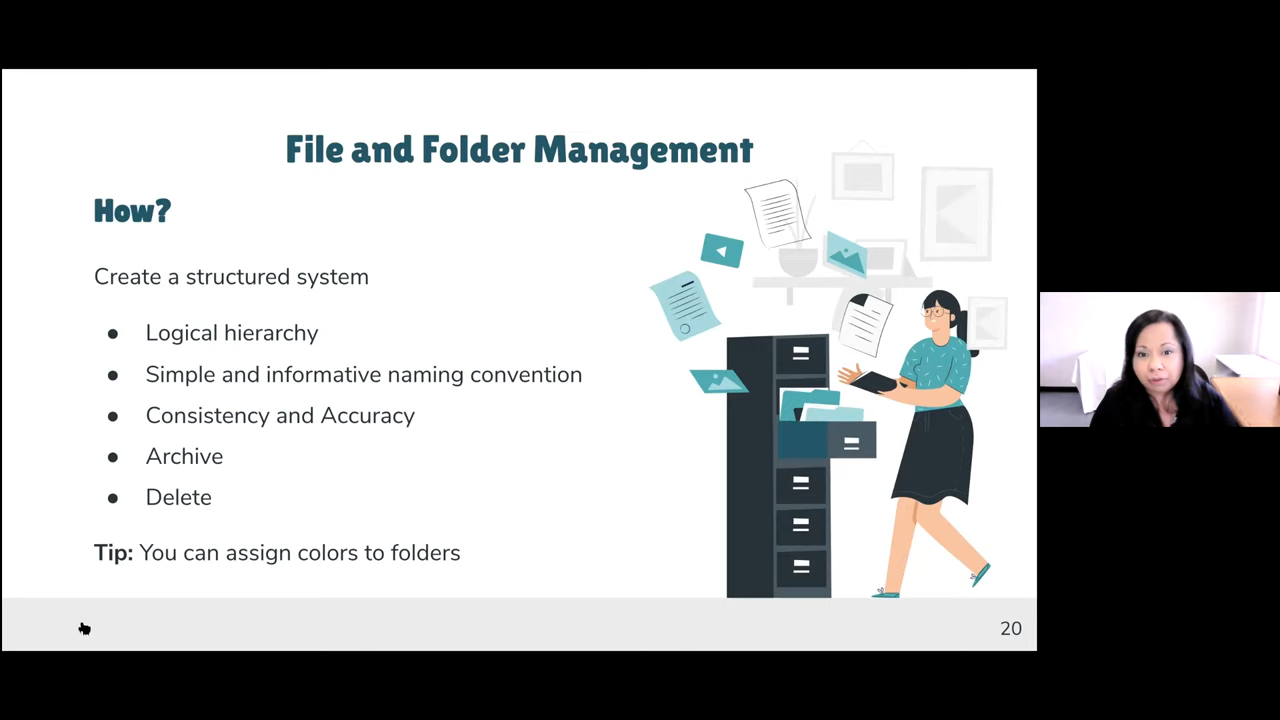 File and Folder Management
How?
Create a structured system
● Logical hierarchy
● Simple and informative naming convention
● Consistency and Accuracy
● Archive
● Delete
Tip: You can assign colors to folders
20